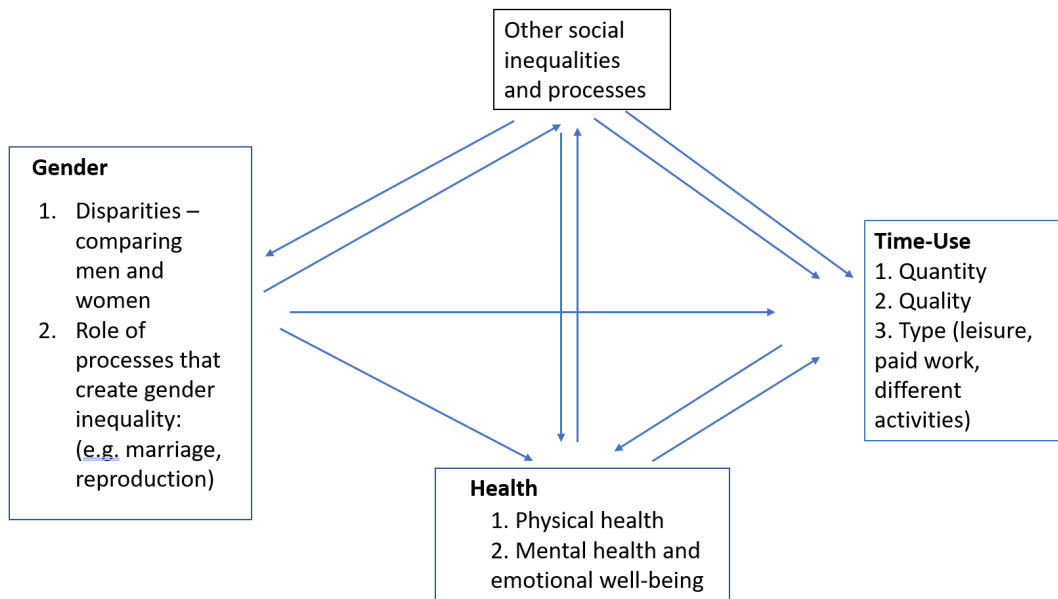 Other social
inequalities
and processes
Gender
1. Disparities –
comparing
men and
women
2. Role of
processes that
create gender
inequality:
(e.g. marriage,
reproduction)
Time-Use
1. Quantity
2. Quality
3. Type (leisure,
paid work,
different
activities)
Health
1. Physical health
2. Mental health and
emotional well-being